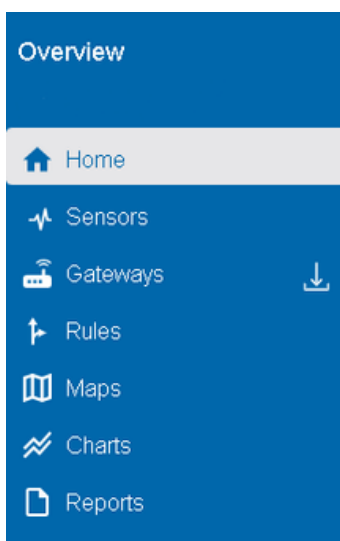 Overview
Home
Sensors
Gateways
Rules
Maps
Charts
Reports